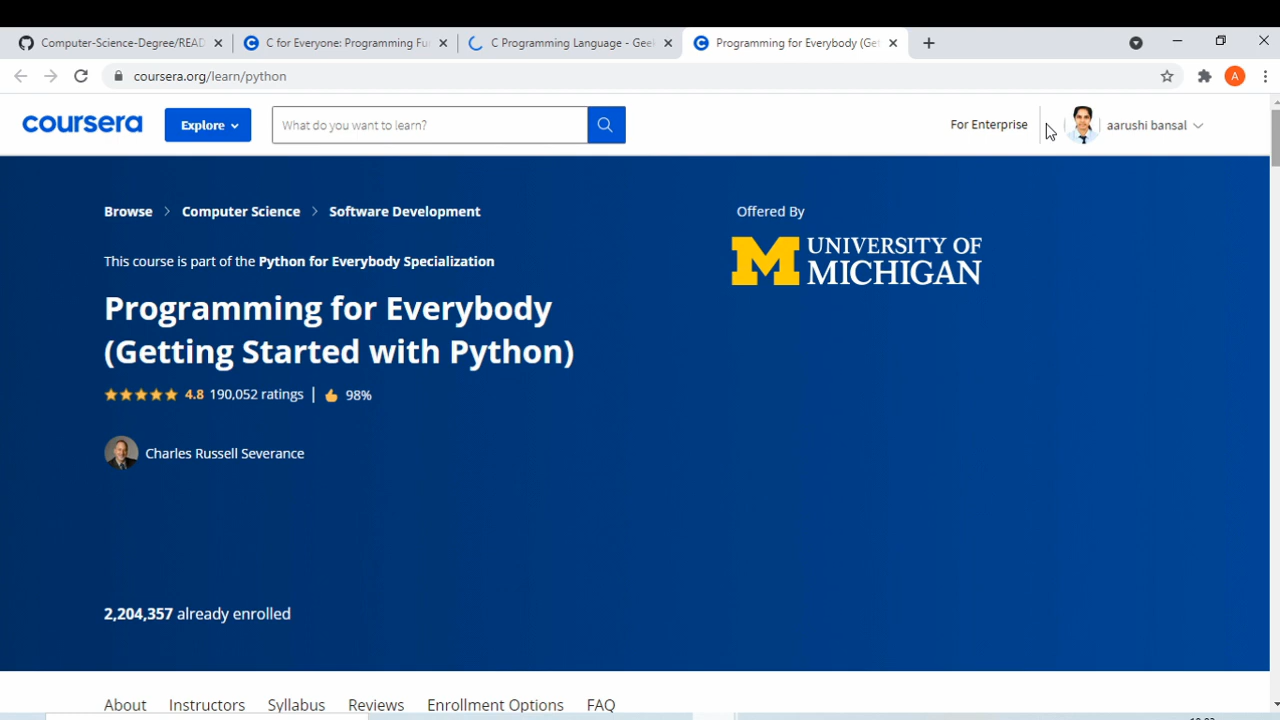 Computer-Science-Degree/READ
C for Everyone: Programming Fu
C Programming Language - Geek
Programming for Everybody (Get
coursera.org/learn/python
A
coursera
Explore
What do you want to learn?
For Enterprise
aarushi bansal
Browse > Computer Science > Software Development
Offered By
M UNIVERSITY OF
MICHIGAN
This course is part of the Python for Everybody Specialization
Programming for Everybody
(Getting Started with Python)
4.8 190,052 ratings | 98%
Charles Russell Severance
2,204,357 already enrolled
About Instructors Syllabus Reviews Enrollment Options FAQ